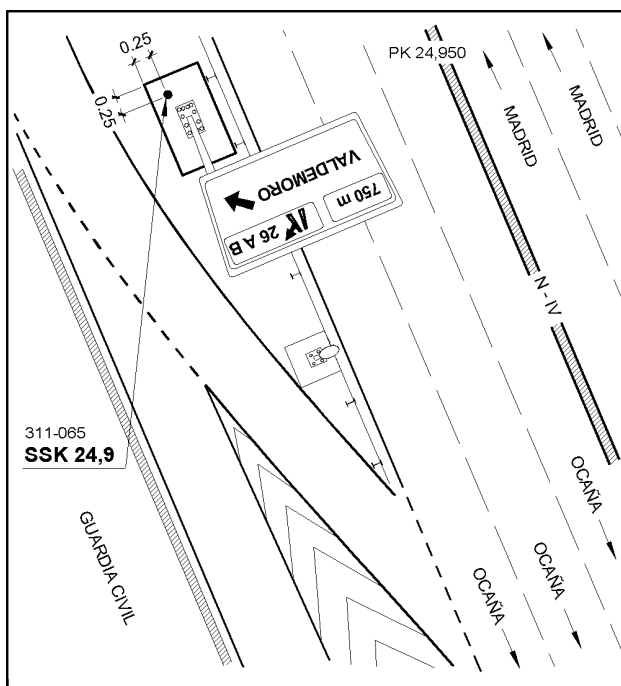 0.25
0.25
PK 24,950
MADRID
MADRID
VALDEMORO
750 m
26 A B
N - IV
311-065
SSK 24,9
GUARDIA CIVIL
OCAÑA
OCAÑA
OCAÑA